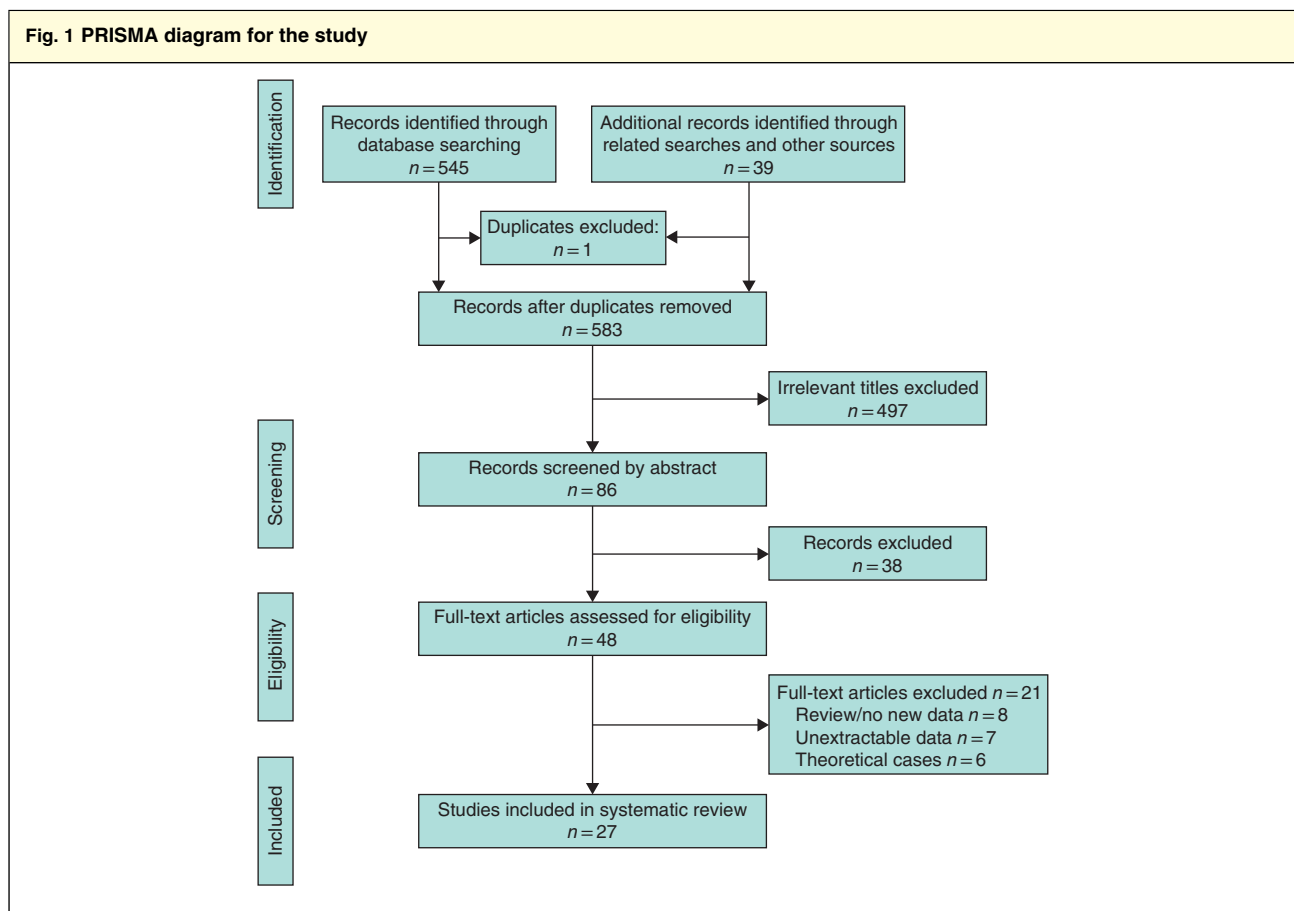 Fig. 1 PRISMA diagram for the study
Identification
Records identified through
database searching
n = 545
Additional records identified through
related searches and other sources
n = 39
Duplicates excluded:
n = 1
Records after duplicates removed
n = 583
Irrelevant titles excluded
n = 497
Screening
Records screened by abstract
n = 86
Records excluded
n = 38
Eligibility
Full-text articles assessed for eligibility
n = 48
Full-text articles excluded n = 21
Review/no new data n = 8
Unextractable data n = 7
Theoretical cases n = 6
Included
Studies included in systematic review
n = 27